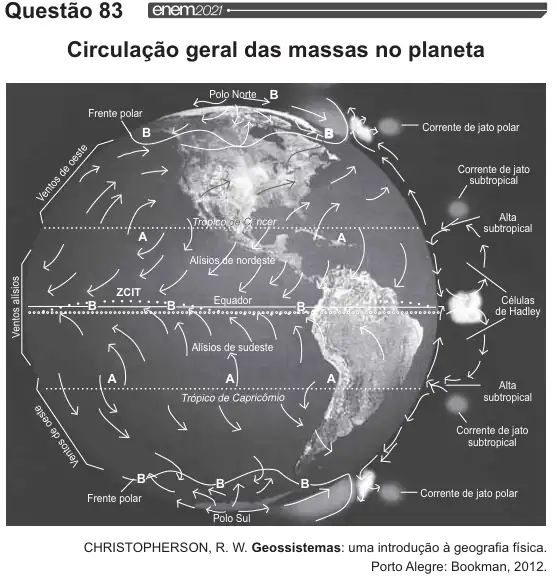 Questão 83 enem2021
Circulação geral das massas no planeta
Polo Norte B
Frente polar
B
B
Corrente de jato polar
Ventos de oeste
Corrente de jato
subtropical
Trópico de Câncer
Alta
subtropical
A
A
Alísios de nordeste
Ventos alísios
ZCIT
Equador
B
B
B
Células
de Hadley
Alísios de sudeste
A
A
A
Alta
subtropical
Trópico de Capricórnio
Ventos de oeste
Corrente de jato
subtropical
B
B
B
Frente polar
Corrente de jato polar
Polo Sul
CHRISTOPHERSON, R. W. Geossistemas: uma introdução à geografia física.
Porto Alegre: Bookman, 2012.